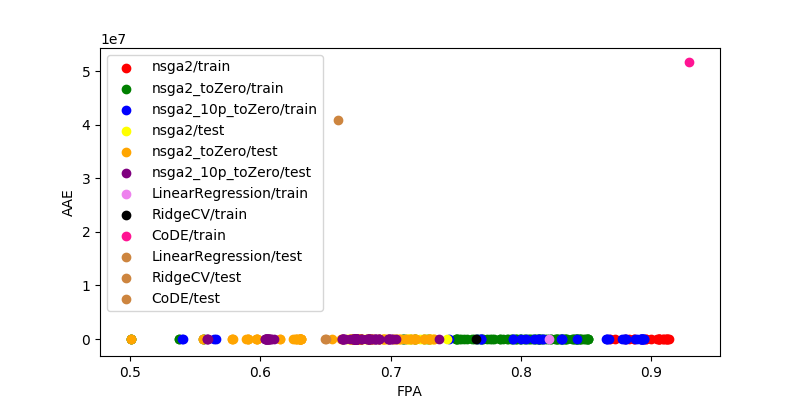 1e7
5
4
3
2
1
0
AAE
nsga2/train
nsga2_toZero/train
nsga2_10p_toZero/train
nsga2/test
nsga2_toZero/test
nsga2_10p_toZero/test
LinearRegression/train
RidgeCV/train
CoDE/train
LinearRegression/test
RidgeCV/test
CoDE/test
0.5 0.6 0.7 0.8 0.9
FPA